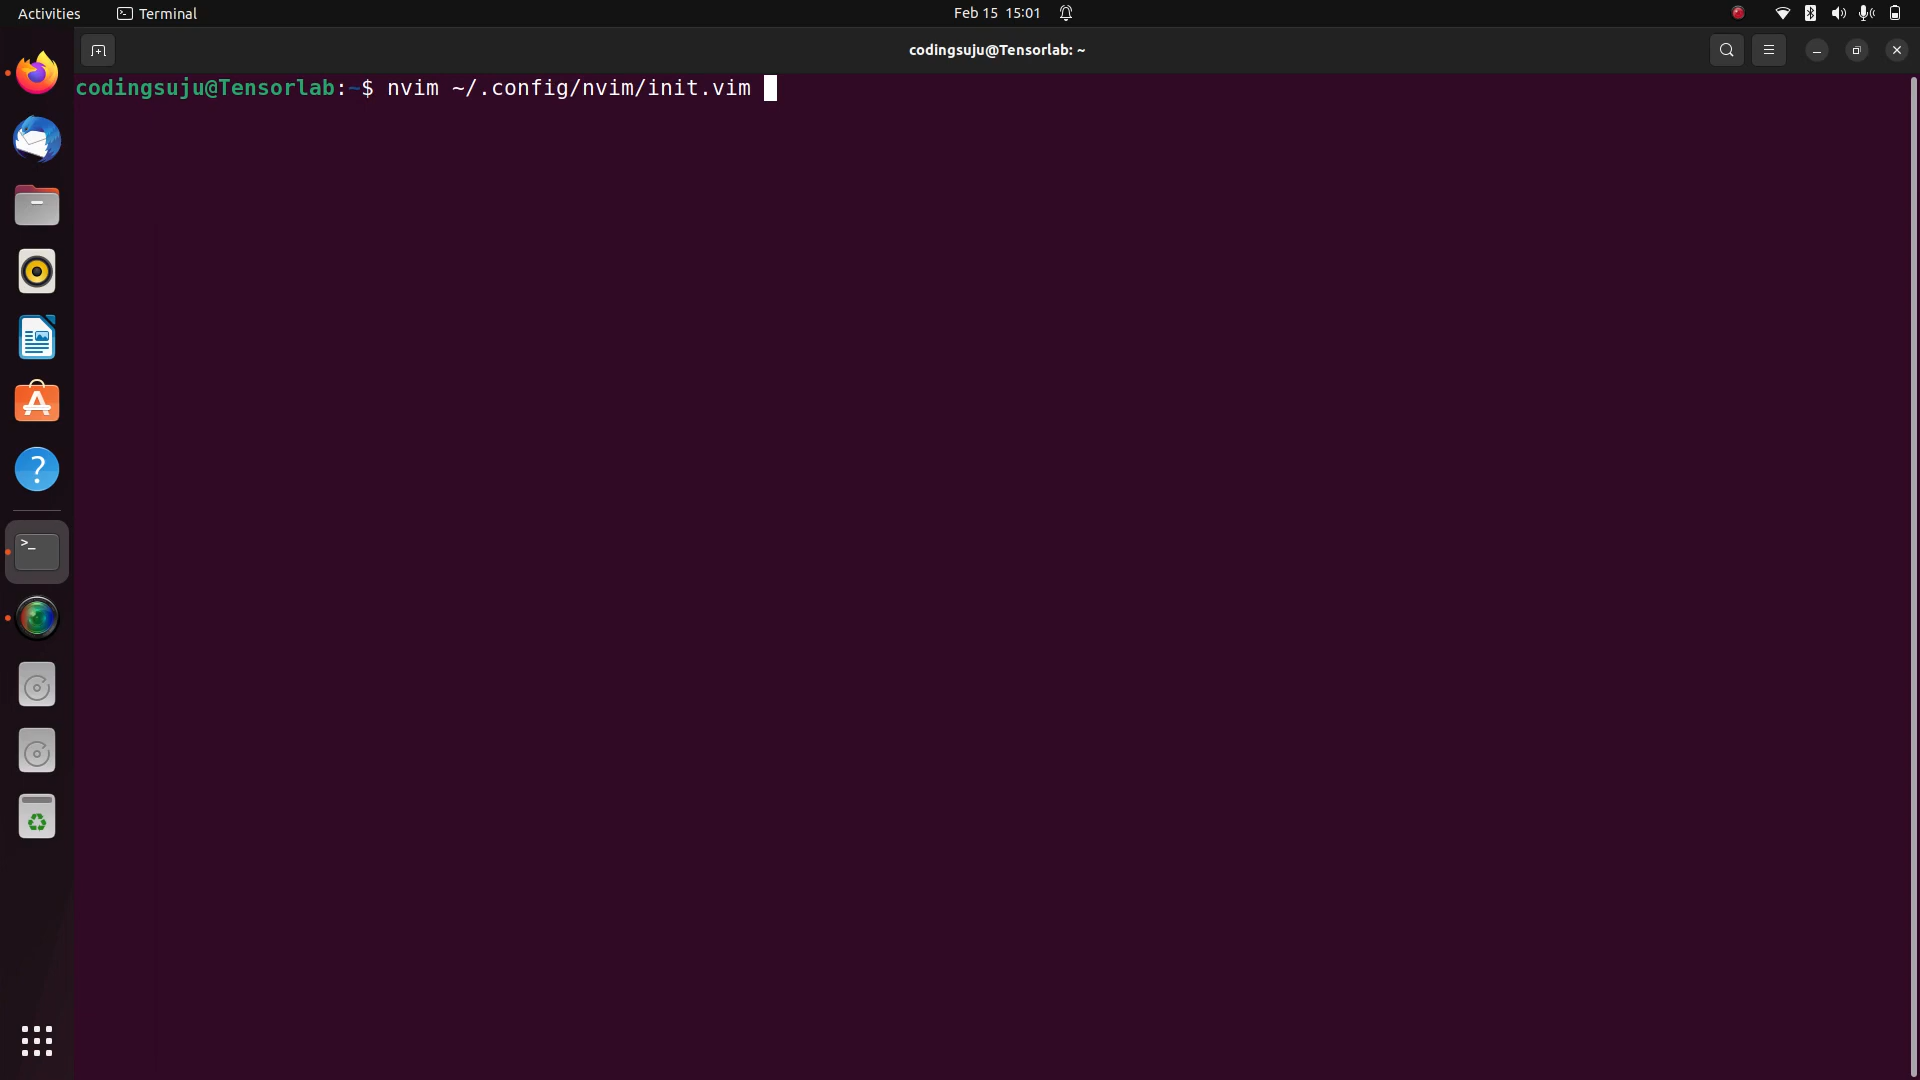 Activities Terminal Feb 15 15:01
codingsuju@Tensorlab: ~
codingsuju@Tensorlab:~$ nvim ~/.config/nvim/init.vim